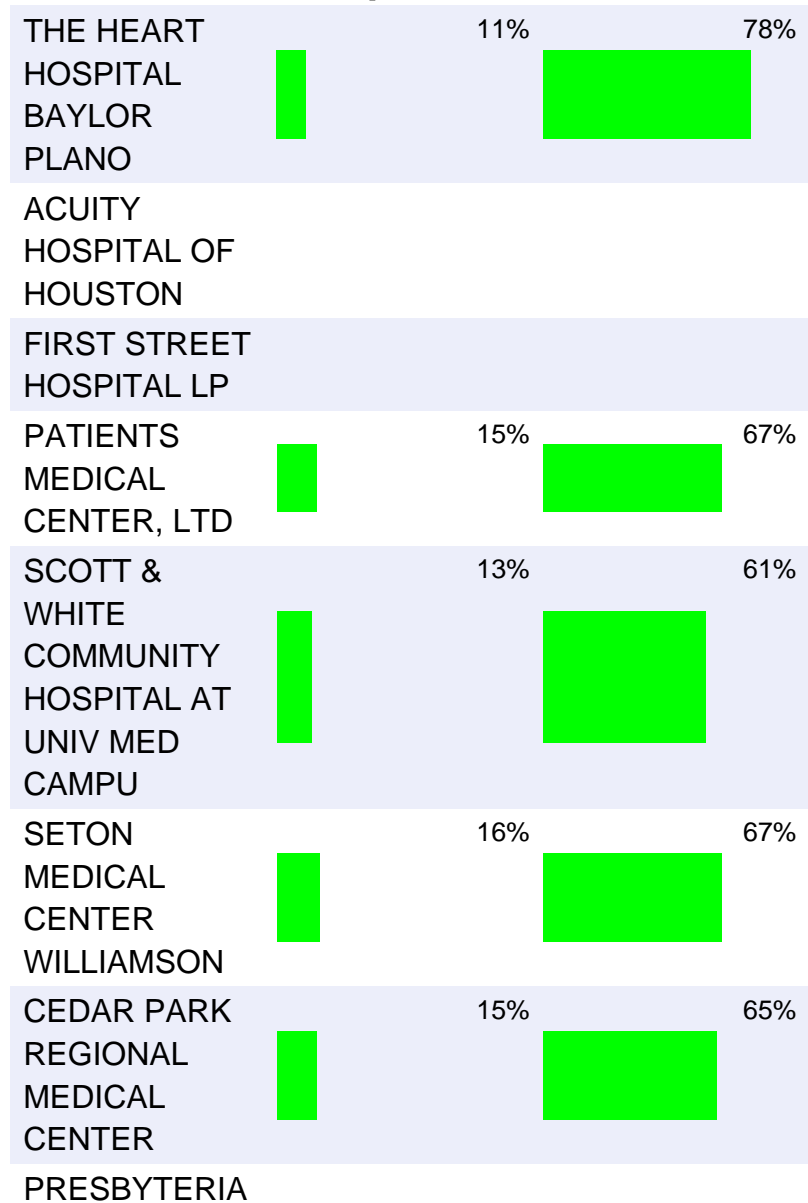 THE HEART 11% 78%
HOSPITAL
BAYLOR
PLANO
ACUITY
HOSPITAL OF
HOUSTON
FIRST STREET
HOSPITAL LP
PATIENTS 15% 67%
MEDICAL
CENTER, LTD
SCOTT & 13% 61%
WHITE
COMMUNITY
HOSPITAL AT
UNIV MED
CAMPU
SETON 16% 67%
MEDICAL
CENTER
WILLIAMSON
CEDAR PARK 15% 65%
REGIONAL
MEDICAL
CENTER
PRESBYTERIA